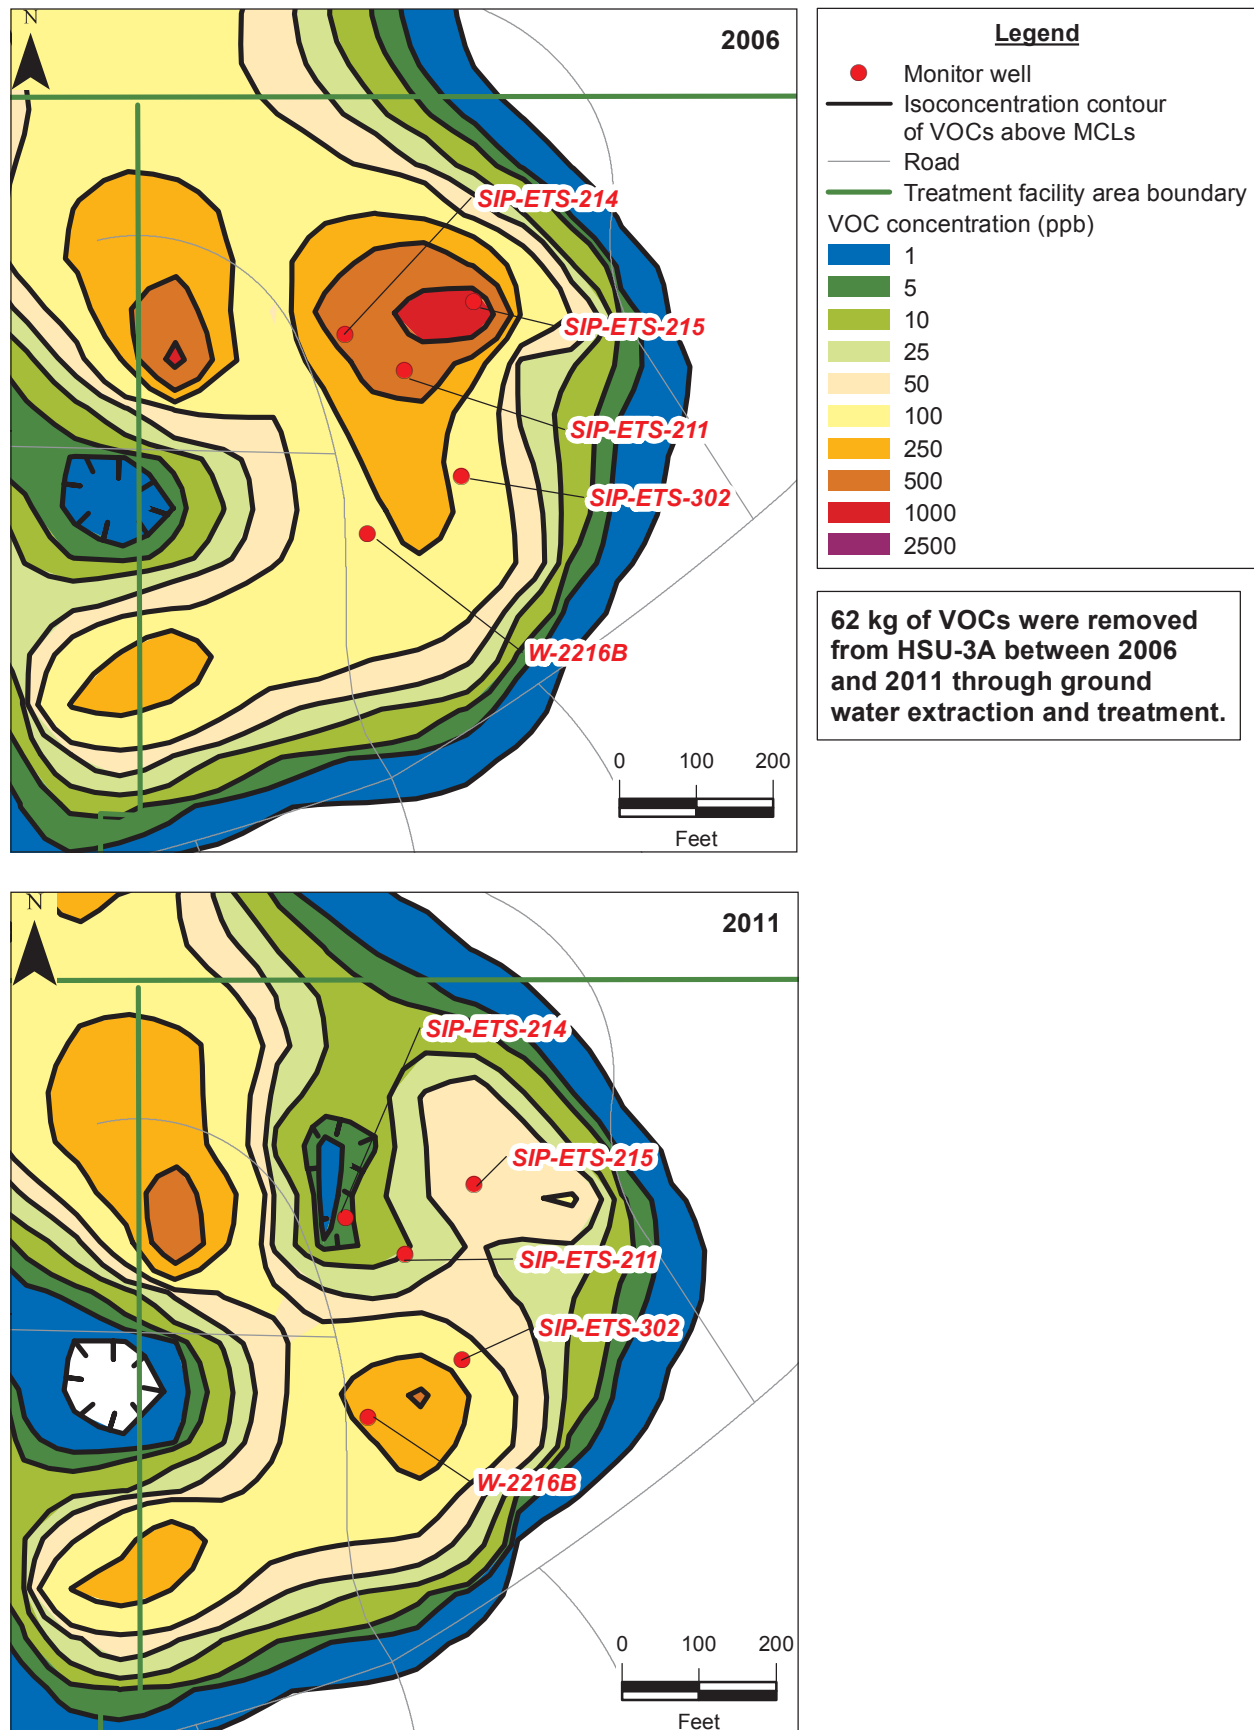 N
2006
SIP-ETS-214
SIP-ETS-215
SIP-ETS-211
SIP-ETS-302
W-2216B
0 100 200
Feet
Legend
Monitor well
Isoconcentration contour
of VOCs above MCLs
Road
Treatment facility area boundary
VOC concentration (ppb)
1
5
10
25
50
100
250
500
1000
2500
62 kg of VOCs were removed
from HSU-3A between 2006
and 2011 through ground
water extraction and treatment.
N
2011
SIP-ETS-214
SIP-ETS-215
SIP-ETS-211
SIP-ETS-302
W-2216B
0 100 200
Feet